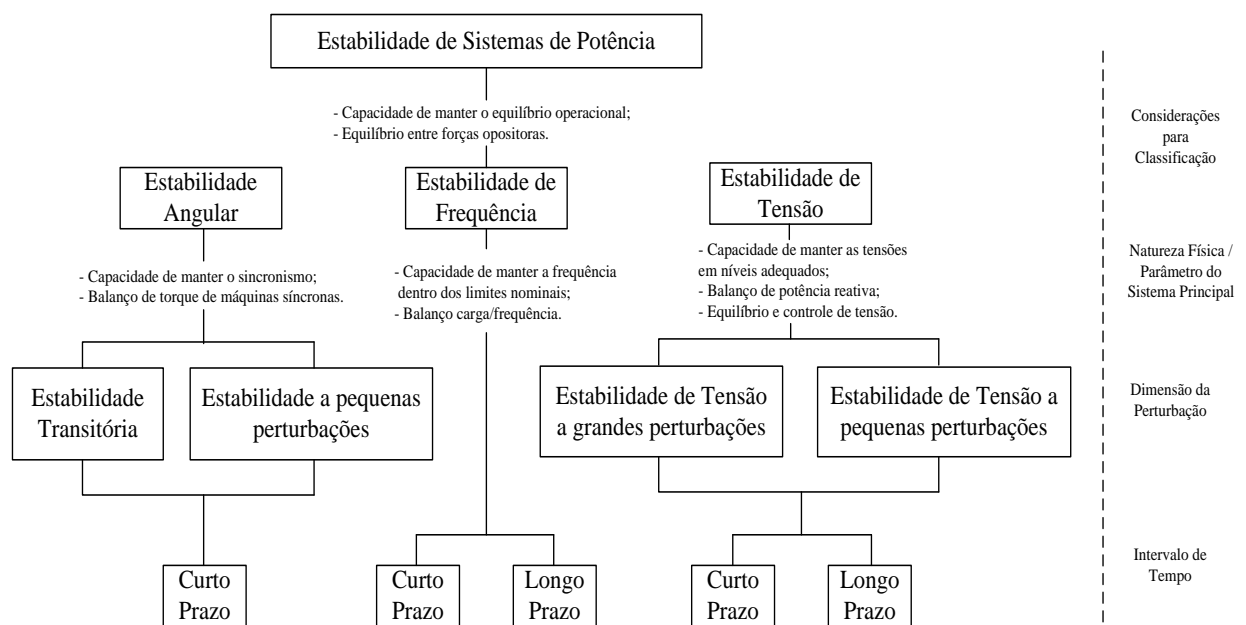 Estabilidade de Sistemas de Potência
- Capacidade de manter o equilíbrio operacional;
- Equilíbrio entre forças opositoras.
Considerações
para
Classificação
Estabilidade
Angular
Estabilidade de
Frequência
Estabilidade de
Tensão
- Capacidade de manter o sincronismo;
- Balanço de torque de máquinas síncronas.
- Capacidade de manter a frequência
dentro dos limites nominais;
- Balanço carga/frequência.
- Capacidade de manter as tensões
em níveis adequados;
- Balanço de potência reativa;
- Equilíbrio e controle de tensão.
Natureza Física /
Parâmetro do
Sistema Principal
Estabilidade
Transitória
Estabilidade a pequenas
perturbações
Estabilidade de Tensão
a grandes perturbações
Estabilidade de Tensão a
pequenas perturbações
Dimensão da
Perturbação
Curto
Prazo
Curto
Prazo
Longo
Prazo
Curto
Prazo
Longo
Prazo
Intervalo de
Tempo